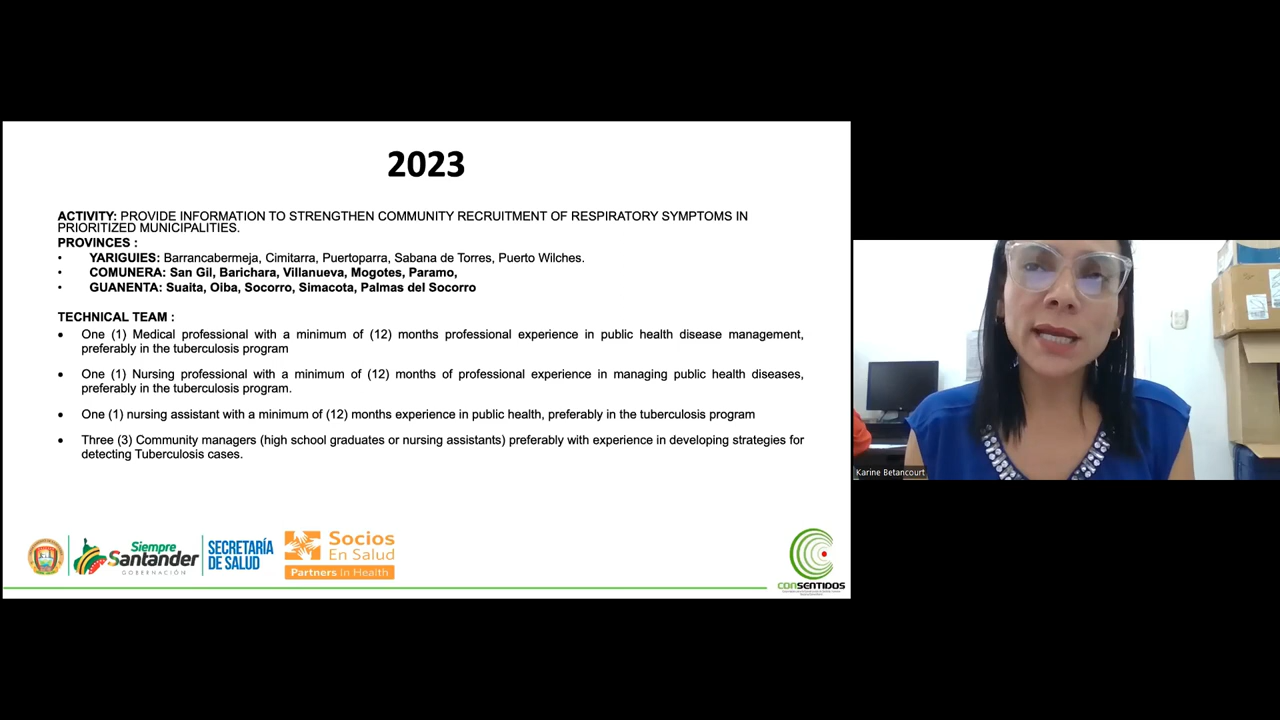 2023
ACTIVITY: PROVIDE INFORMATION TO STRENGTHEN COMMUNITY RECRUITMENT OF RESPIRATORY SYMPTOMS IN
PRIORITIZED MUNICIPALITIES.
PROVINCES :
• YARIGUIES: Barrancabermeja, Cimitarra, Puertoparra, Sabana de Torres, Puerto Wilches.
• COMUNERA: San Gil, Barichara, Villanueva, Mogotes, Paramo,
• GUANENTA: Suaita, Oiba, Socorro, Simacota, Palmas del Socorro
TECHNICAL TEAM :
• One (1) Medical professional with a minimum of (12) months professional experience in public health disease management,
preferably in the tuberculosis program
• One (1) Nursing professional with a minimum of (12) months of professional experience in managing public health diseases,
preferably in the tuberculosis program.
• One (1) nursing assistant with a minimum of (12) months experience in public health, preferably in the tuberculosis program
• Three (3) Community managers (high school graduates or nursing assistants) preferably with experience in developing strategies for
detecting Tuberculosis cases.
Siempre
Santander
GOBERNACIÓN
SECRETARÍA
DE SALUD
Socios
En Salud
Partners In Health
CONSENTIDOS
Karine Betancourt